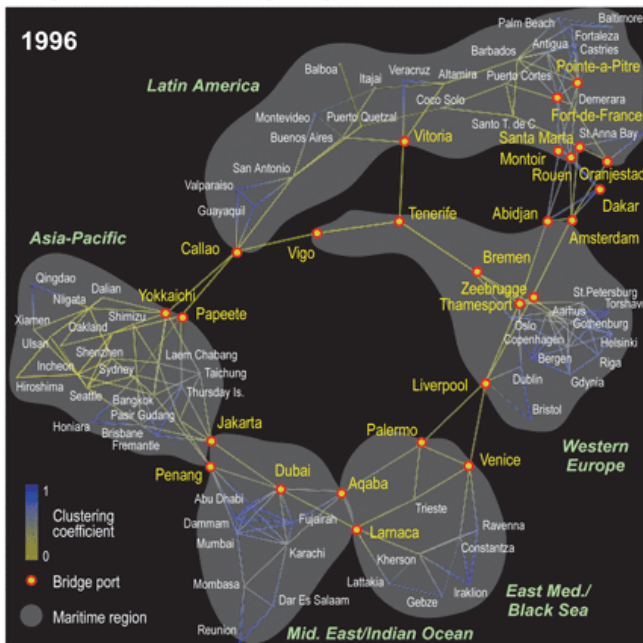 1996
Palm Beach
Baltimore
Fortaleza
Castries
Barbados
Antigua
Pointe-a-Pitre
Latin America
Balboa
Itajai
Veracruz
Altamira
Puerto Cortes
Demerara
Montevideo
Puerto Quetzal
Coco Solo
Fort-de-France
Buenos Aires
Vitoria
Santo T. de C.
Santa Marta
St.Anna Bay
San Antonio
Montoir
Rouen
Oranjestad
Valparaiso
Guayaquil
Dakar
Tenerife
Abidjan
Amsterdam
Asia-Pacific
Callao
Vigo
Bremen
Qingdao
Dalian
Niigata
Yokkaichi
Zeebrugge
St.Petersburg
Torshavn
Thamesport
Aarhus
Xiamen
Oakland
Shimizu
Papeete
Oslo
Gothenburg
Ulsan
Copenhagen
Helsinki
Shenzhen
Laem Chabang
Bergen
Riga
Incheon
Sydney
Taichung
Hiroshima
Seattle
Bangkok
Thursday Is.
Liverpool
Dublin
Gdynia
Pasir Gudang
Honiara
Brisbane
Fremantle
Bristol
Jakarta
Palermo
Western
Europe
Penang
Dubai
Aqaba
Venice
1
Clustering
coefficient
0
Abu Dhabi
Dammam
Fujairah
Trieste
Mumbai
Larnaca
Ravenna
Karachi
Kherson
Constantza
Bridge port
Mombasa
Lattakia
Iraklion
Maritime region
Dar Es Salaam
Gebze
East Med./
Black Sea
Reunion
Mid. East/Indian Ocean